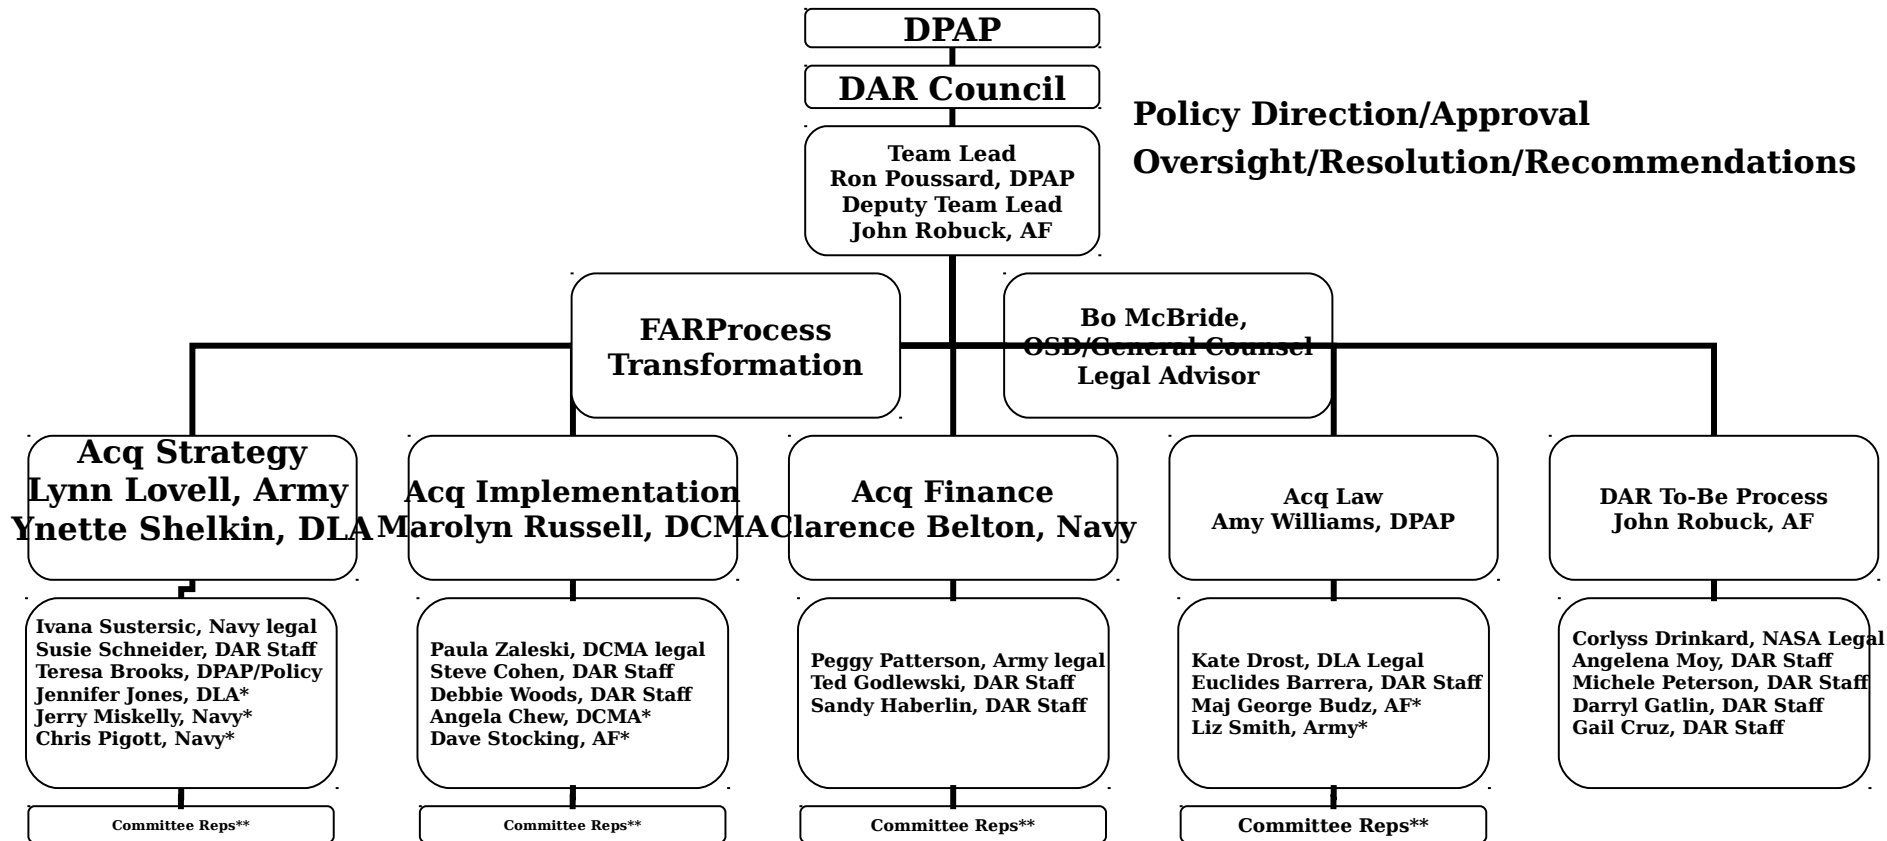 DPAP
DAR Council
Policy Direction/Approval
Oversight/Resolution/Recommendations
Team Lead
Ron Poussard, DPAP
Deputy Team Lead
John Robuck, AF
FARProcess
Transformation
Bo McBride,
OSD/General Counsel
Legal Advisor
Acq Strategy
Lynn Lovell, Army
Ynette Shelkin, DLA
Acq Implementation
Marolyn Russell, DCMA
Acq Finance
Clarence Belton, Navy
Acq Law
Amy Williams, DPAP
DAR To-Be Process
John Robuck, AF
Ivana Sustersic, Navy legal
Susie Schneider, DAR Staff
Teresa Brooks, DPAP/Policy
Jennifer Jones, DLA*
Jerry Miskelly, Navy*
Chris Pigott, Navy*
Paula Zaleski, DCMA legal
Steve Cohen, DAR Staff
Debbie Woods, DAR Staff
Angela Chew, DCMA*
Dave Stocking, AF*
Peggy Patterson, Army legal
Ted Godlewski, DAR Staff
Sandy Haberlin, DAR Staff
Kate Drost, DLA Legal
Euclides Barrera, DAR Staff
Maj George Budz, AF*
Liz Smith, Army*
Corlyss Drinkard, NASA Legal
Angelena Moy, DAR Staff
Michele Peterson, DAR Staff
Darryl Gatlin, DAR Staff
Gail Cruz, DAR Staff
Committee Reps**
Committee Reps**
Committee Reps**
Committee Reps**